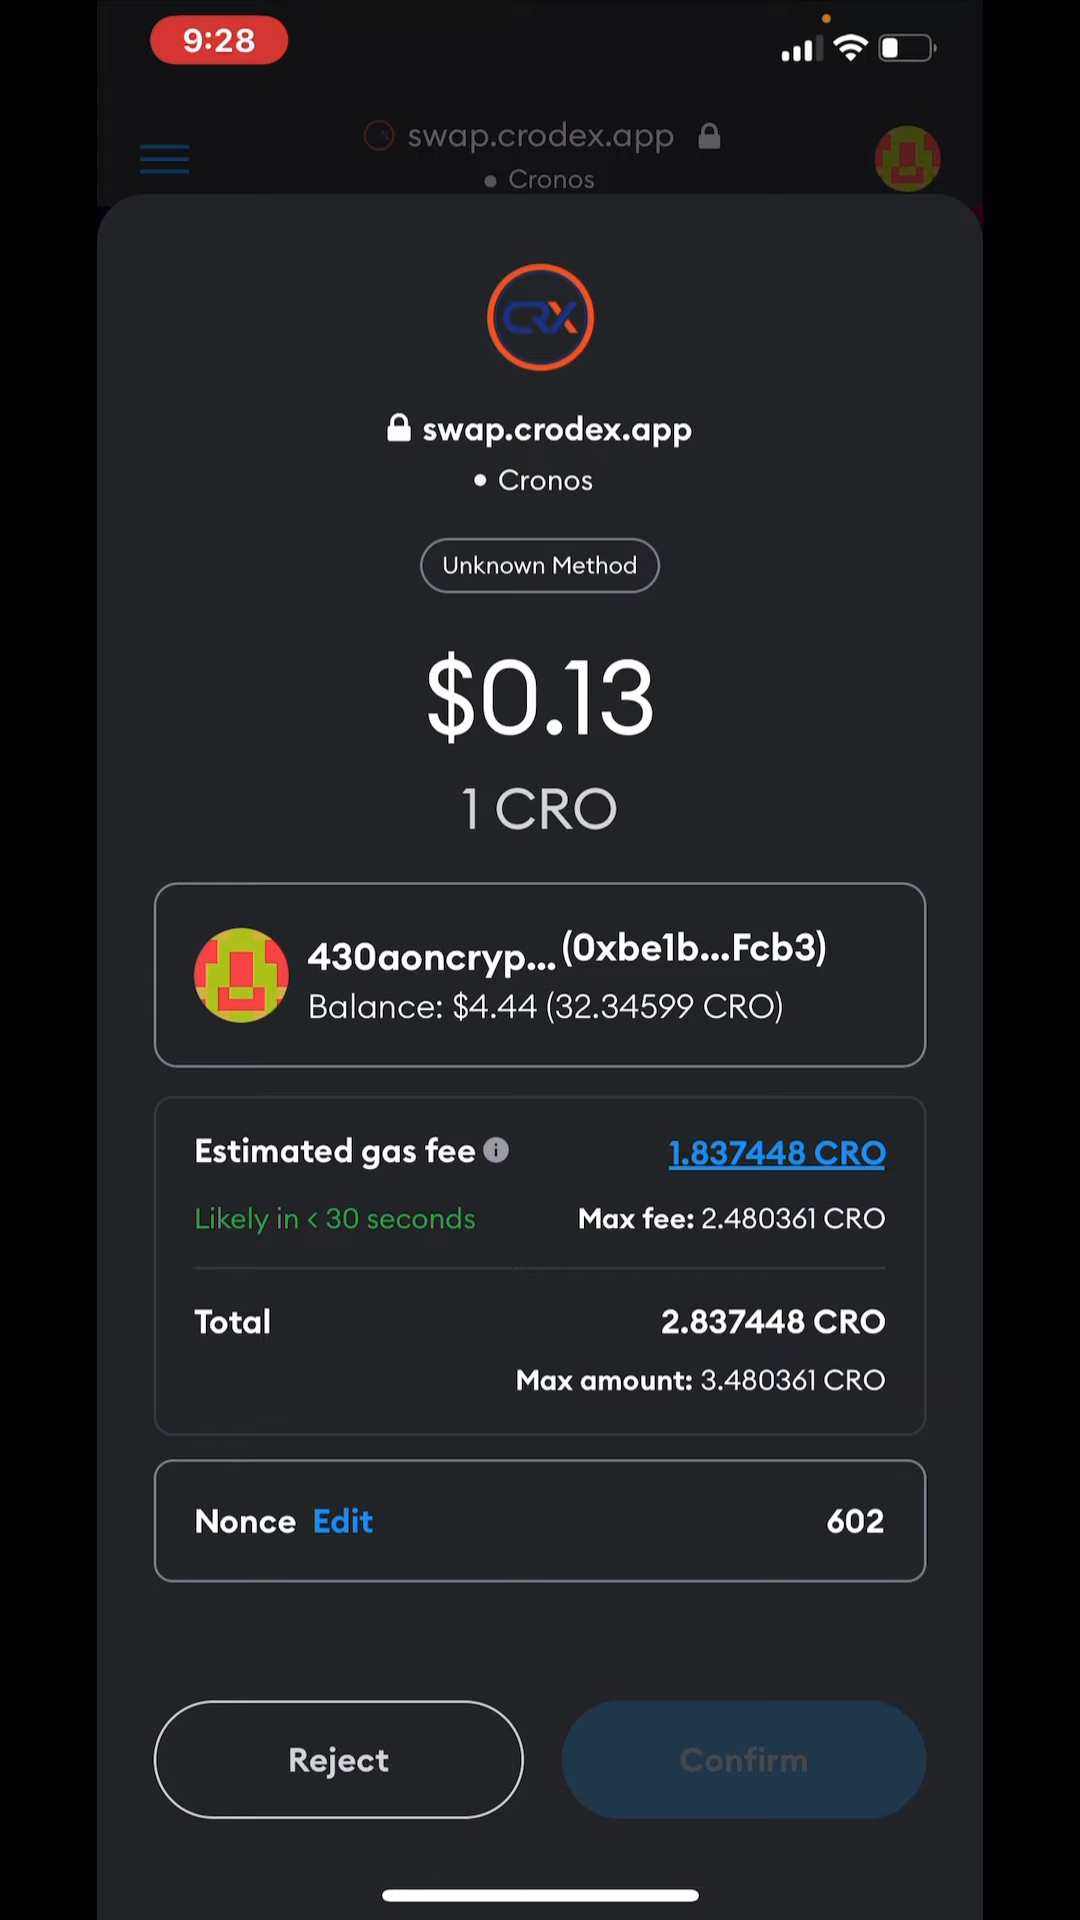 9:28
swap.crodex.app
Cronos
CRX
swap.crodex.app
Cronos
Unknown Method
$0.13
1 CRO
430aoncryp... (0xbe1b...Fcb3)
Balance: $4.44 (32.34599 CRO)
Estimated gas fee 1.837448 CRO
Likely in < 30 seconds Max fee: 2.480361 CRO
Total 2.837448 CRO
Max amount: 3.480361 CRO
Nonce Edit 602
Reject Confirm